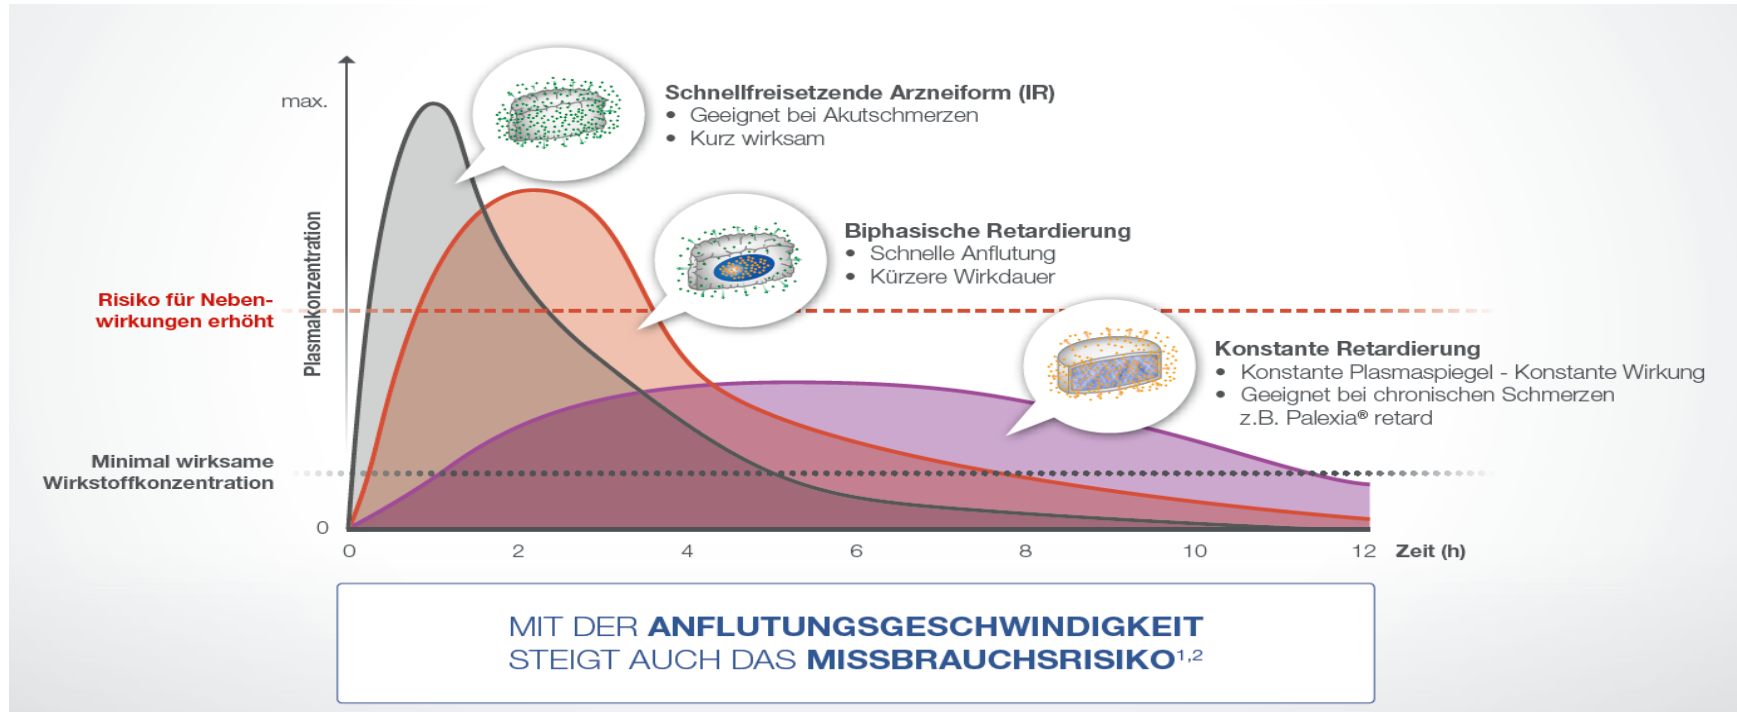 max.
Schnellfreisetzende Arzneiform (IR)
• Geeignet bei Akutschmerzen
• Kurz wirksam
Plasmakonzentration
Biphasische Retardierung
• Schnelle Anflutung
• Kürzere Wirkdauer
Risiko für Neben-
wirkungen erhöht
Konstante Retardierung
• Konstante Plasmaspiegel - Konstante Wirkung
• Geeignet bei chronischen Schmerzen
z.B. Palexia® retard
Minimal wirksame
Wirkstoffkonzentration
0
0 2 4 6 8 10 12 Zeit (h)
MIT DER ANFLUTUNGSGESCHWINDIGKEIT
STEIGT AUCH DAS MISSBRAUCHSRISIKO1,2